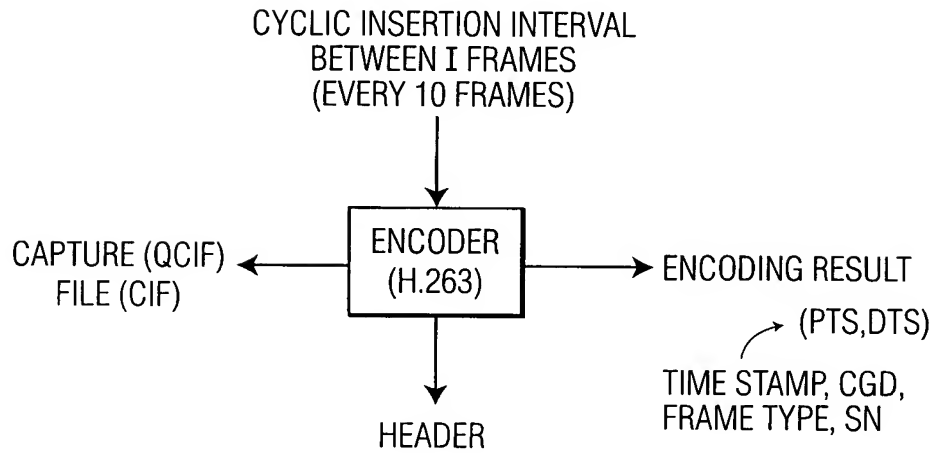 CYCLIC INSERTION INTERVAL
BETWEEN I FRAMES
(EVERY 10 FRAMES)
ENCODER
(H.263)
CAPTURE (QCIF)
FILE (CIF)
ENCODING RESULT
(PTS,DTS)
TIME STAMP, CGD,
FRAME TYPE, SN
HEADER